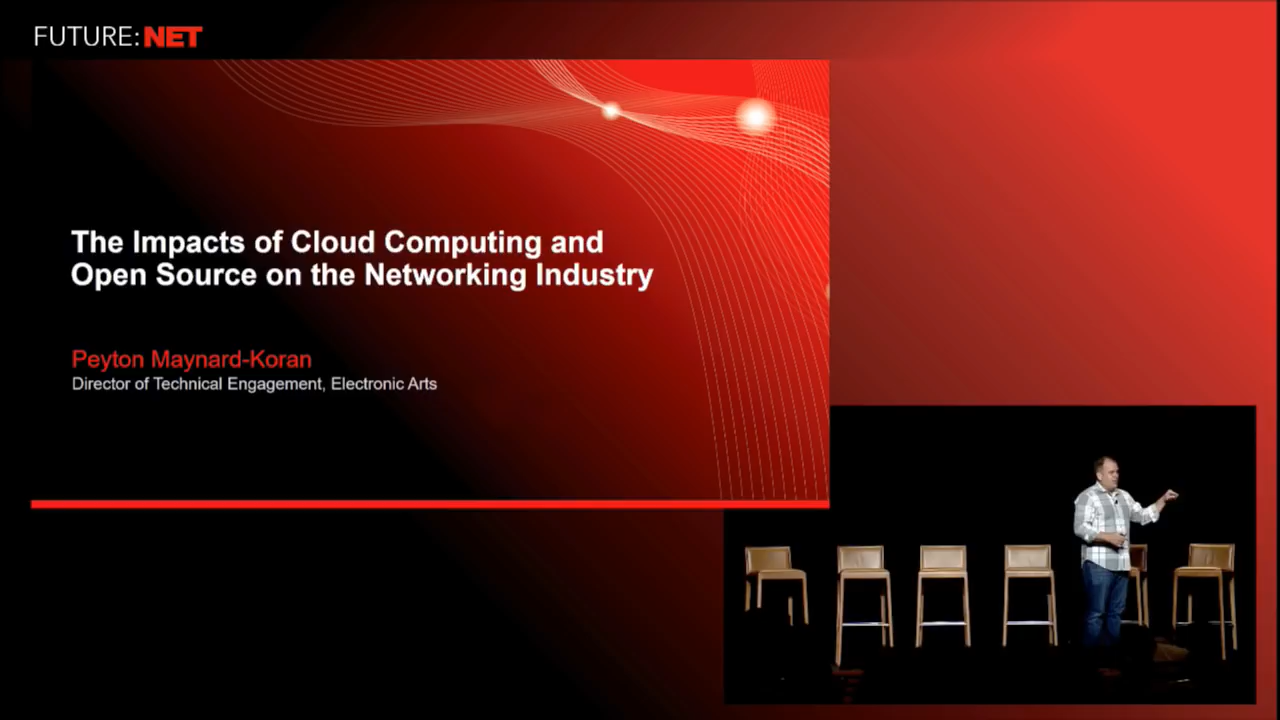 FUTURE:NET
The Impacts of Cloud Computing and
Open Source on the Networking Industry
Peyton Maynard-Koran
Director of Technical Engagement, Electronic Arts